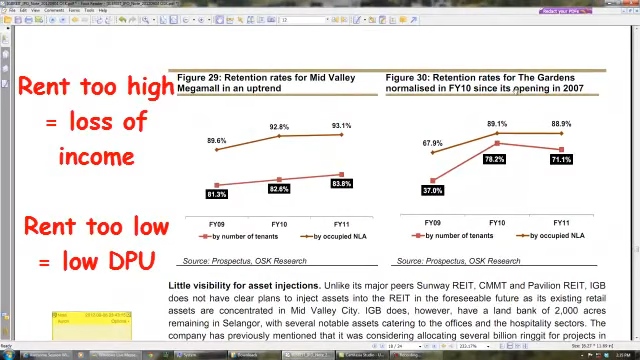 File Edit View Document Tools Window Help
Rent too high
= loss of
income
Rent too low
= low DPU
Figure 29: Retention rates for Mid Valley
Megamall in an uptrend
89.6%
92.8%
93.1%
81.3%
82.6%
83.8%
FY09
FY10
FY11
by number of tenants
by occupied NLA
Source: Prospectus, OSK Research
Figure 30: Retention rates for The Gardens
normalised in FY10 since its opening in 2007
67.9%
89.1%
88.9%
37.0%
78.2%
71.1%
FY09
FY10
FY11
by number of tenants
by occupied NLA
Source: Prospectus, OSK Research
Little visibility for asset injections. Unlike its major peers Sunway REIT, CMMT and Pavilion REIT, IGB
does not have clear plans to inject assets into the REIT in the foreseeable future as its existing retail
assets are concentrated in Mid Valley City. IGB does, however, have a land bank of 2,000 acres
remaining in Selangor, with several notable assets catering to the offices and the hospitality sectors. The
company has previously mentioned that it was considering allocating several billion ringgit for projects in